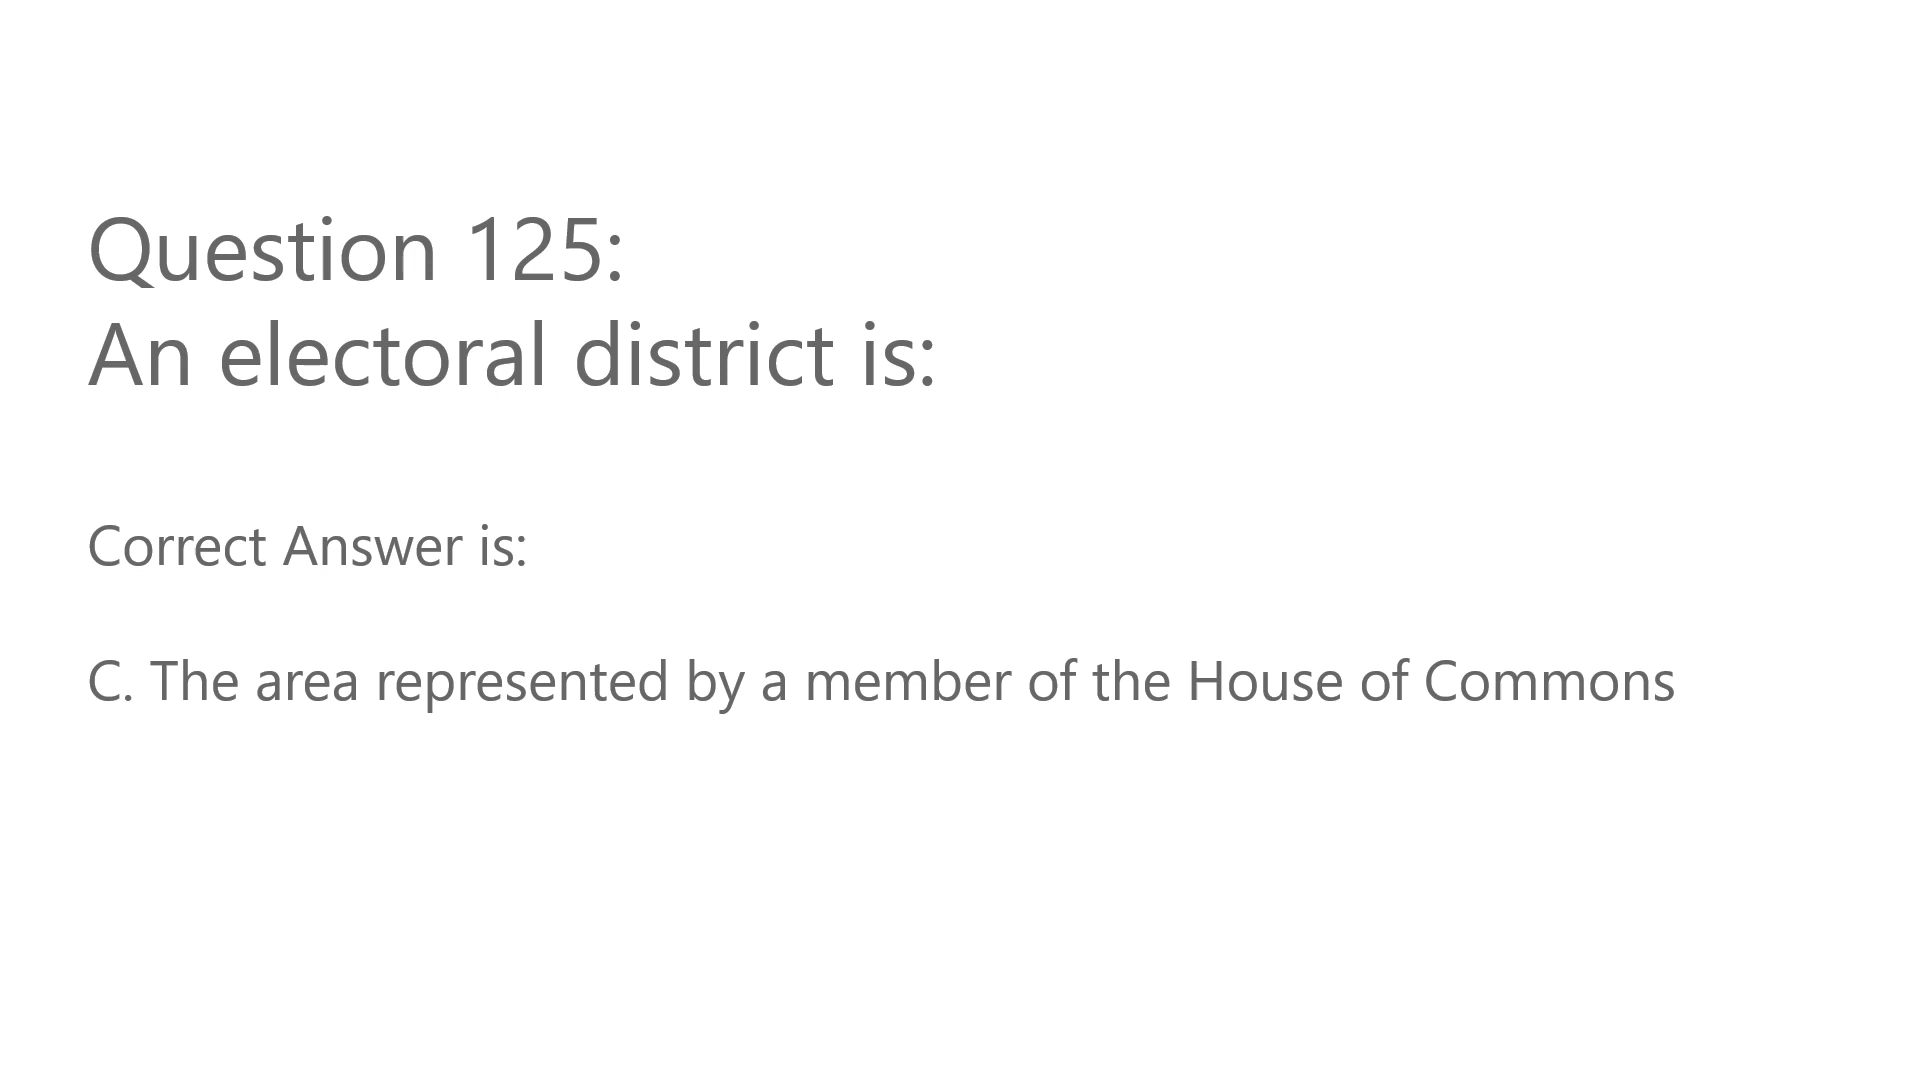 Question 125:
An electoral district is:
Correct Answer is:
C. The area represented by a member of the House of Commons